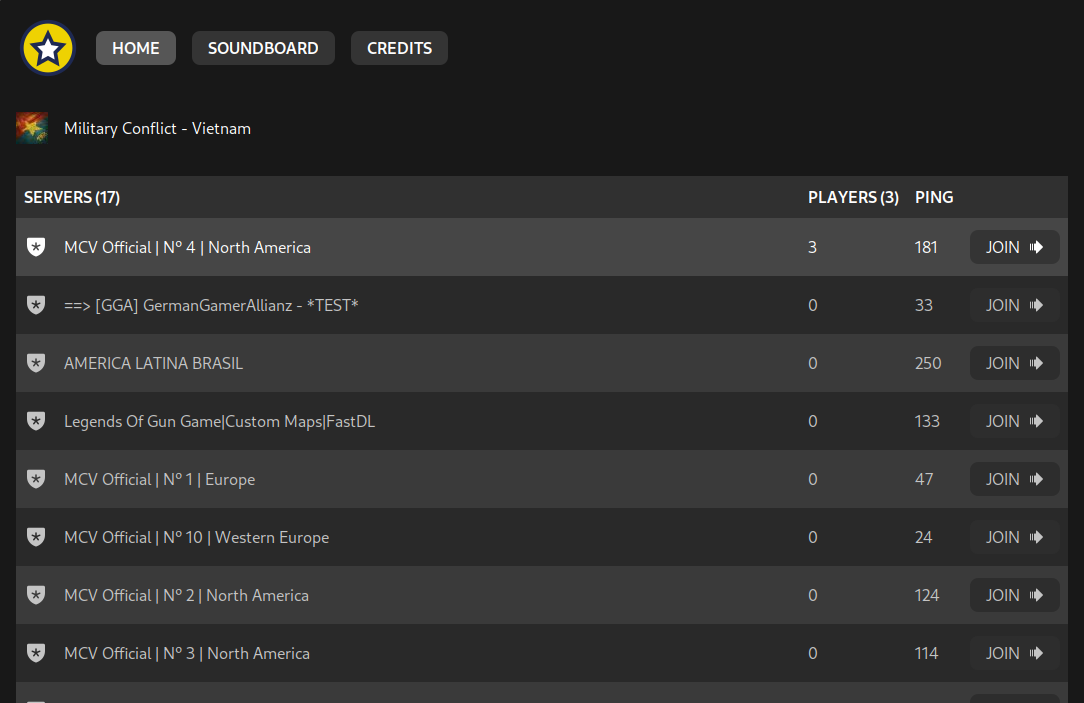 HOME SOUNDBOARD CREDITS
Military Conflict - Vietnam
SERVERS (17) PLAYERS (3) PING
MCV Official | Nº 4 | North America 3 181 JOIN
==> [GGA] GermanGamerAllianz - *TEST* 0 33 JOIN
AMERICA LATINA BRASIL 0 250 JOIN
Legends Of Gun Game|Custom Maps|FastDL 0 133 JOIN
MCV Official | Nº 1 | Europe 0 47 JOIN
MCV Official | Nº 10 | Western Europe 0 24 JOIN
MCV Official | Nº 2 | North America 0 124 JOIN
MCV Official | Nº 3 | North America 0 114 JOIN